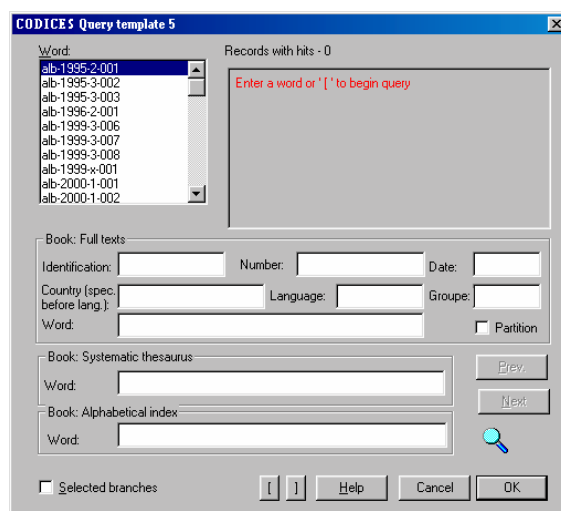 CODICES Query template 5
Word:
Records with hits - 0
alb-1995-2-001
alb-1995-3-002
alb-1995-3-003
alb-1996-2-001
alb-1999-3-006
alb-1999-3-007
alb-1999-3-008
alb-1999-x-001
alb-2000-1-001
alb-2000-1-002
Enter a word or ' [ ' to begin query
Book: Full texts
Identification: Number: Date:
Country (spec. before lang.): Language: Groupe:
Word: Partition
Book: Systematic thesaurus
Word:
Prev.
Next
Book: Alphabetical index
Word:
Selected branches [ ] Help Cancel OK